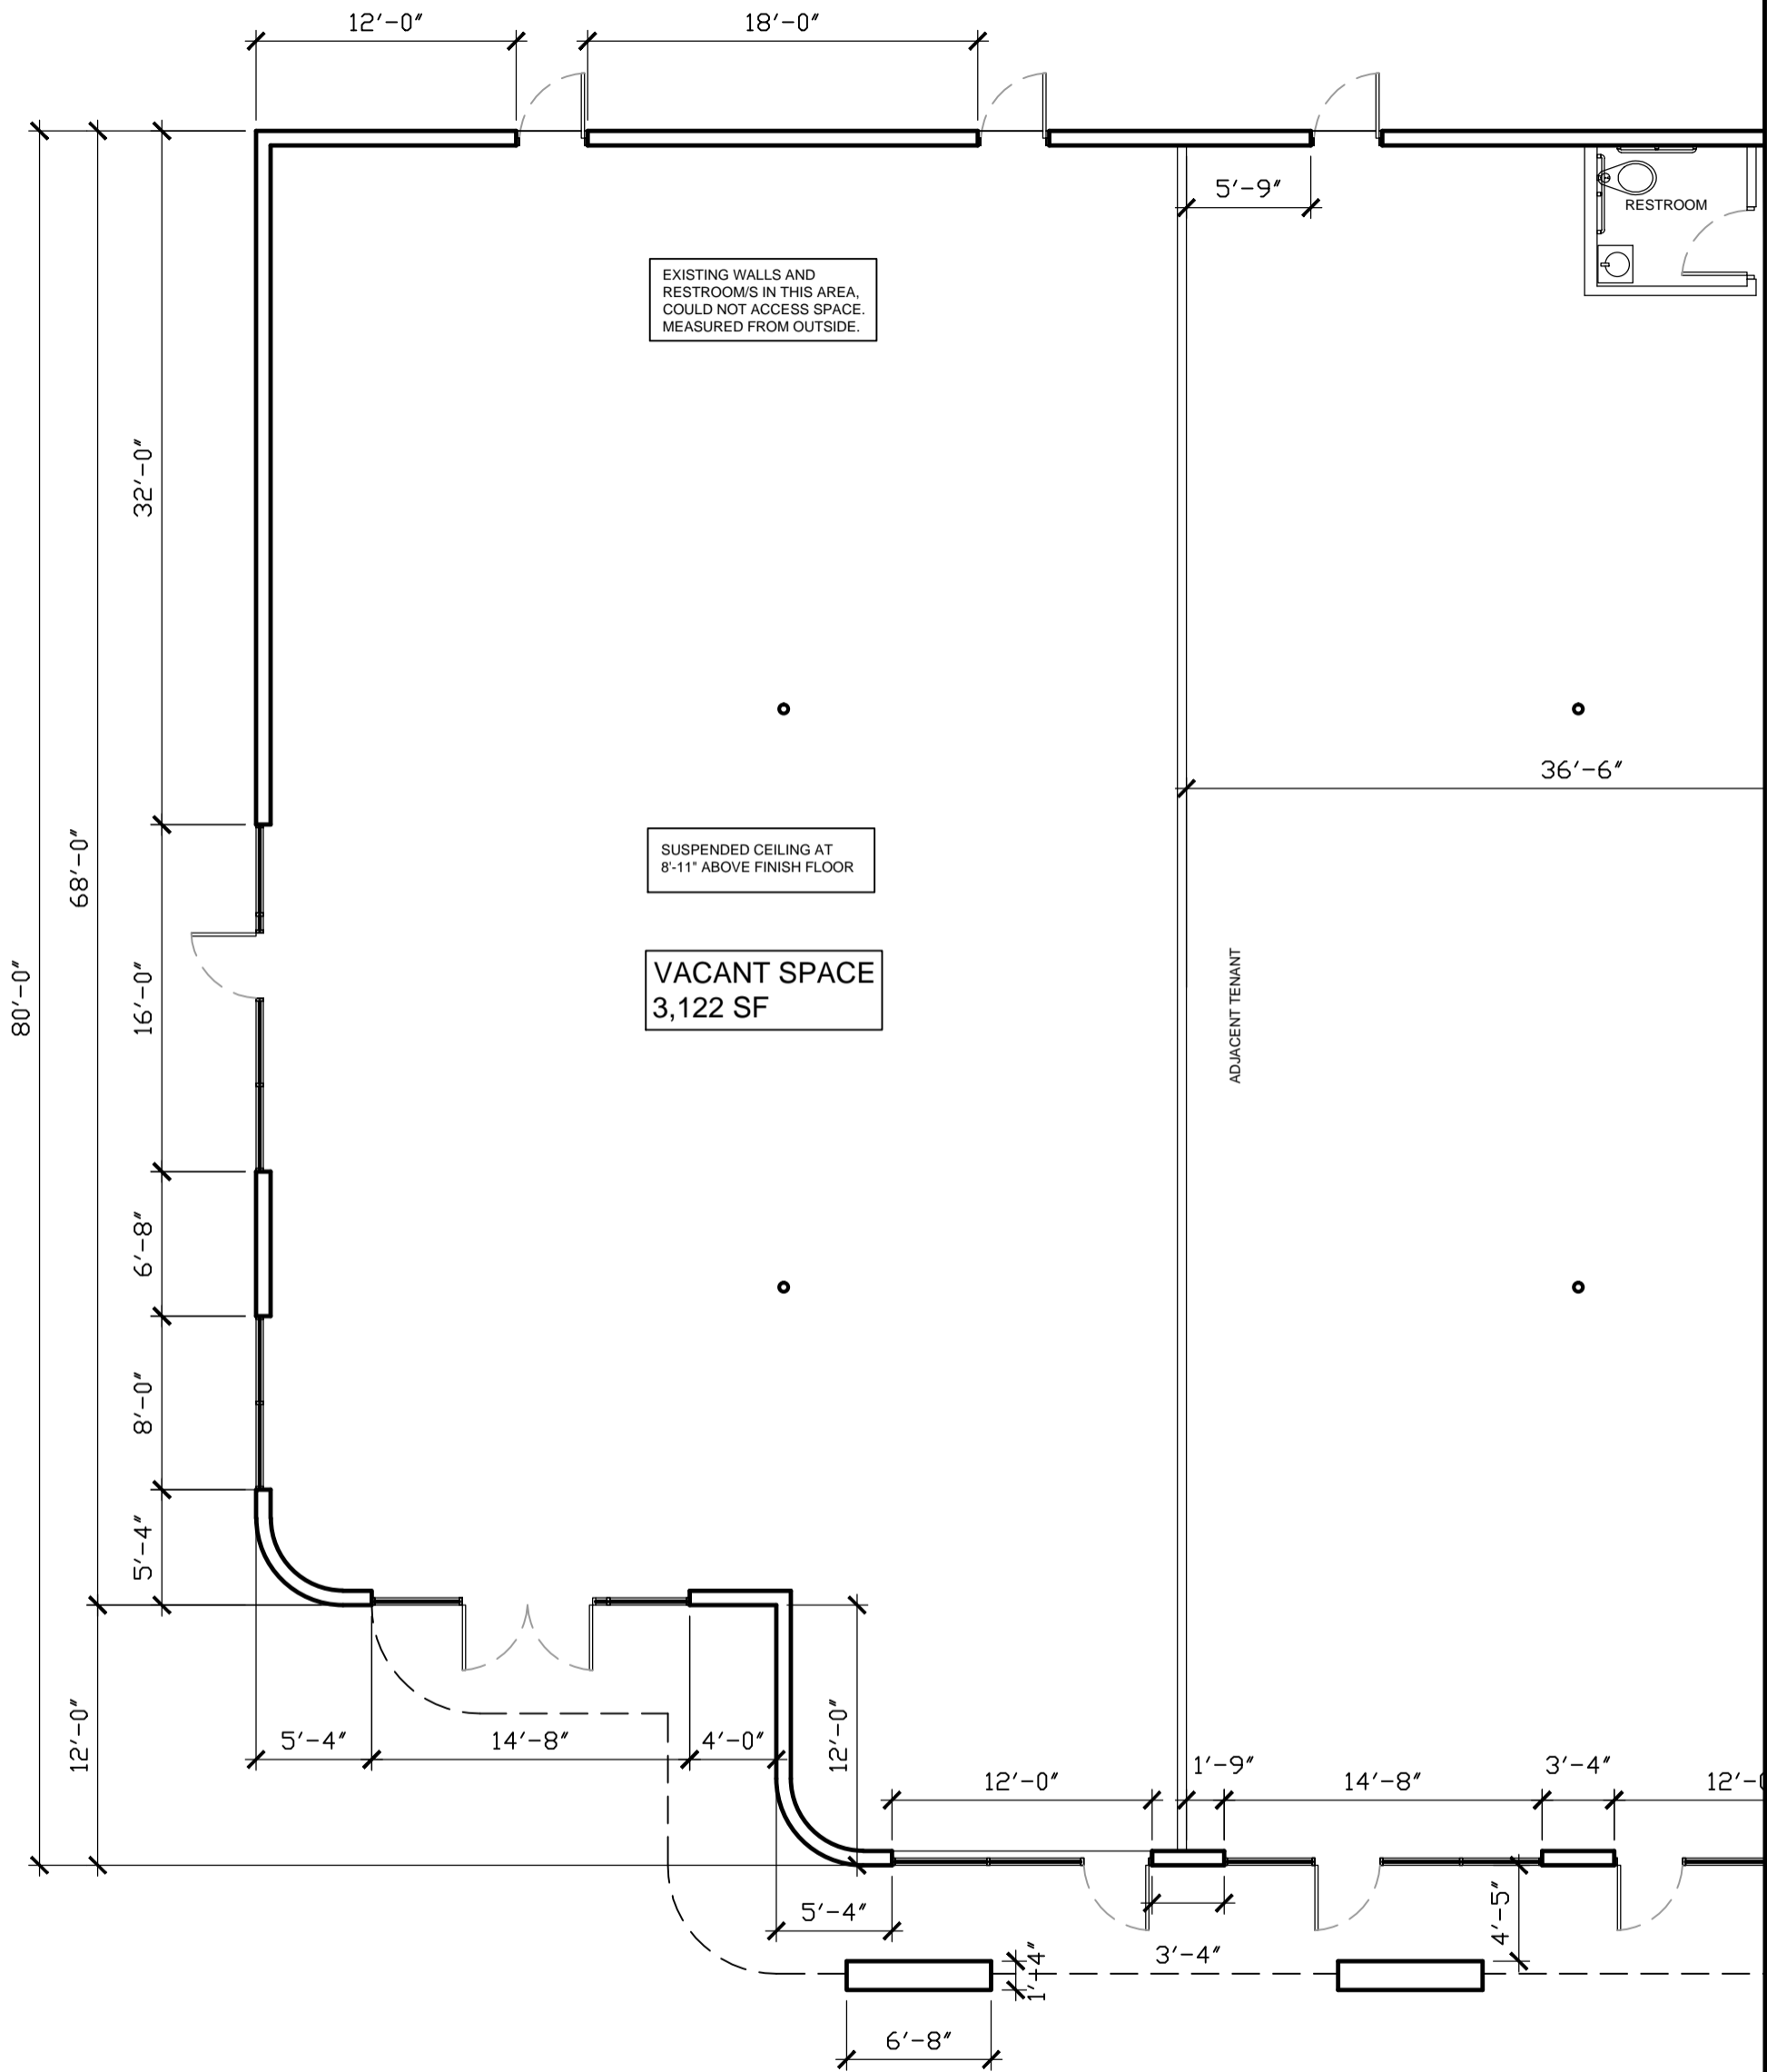 12'-0"
18'-0"
5'-9"
RESTROOM
EXISTING WALLS AND
RESTROOM/S IN THIS AREA,
COULD NOT ACCESS SPACE.
MEASURED FROM OUTSIDE.
32'-0"
36'-6"
68'-0"
SUSPENDED CEILING AT
8'-11" ABOVE FINISH FLOOR
80'-0"
16'-0"
VACANT SPACE
3,122 SF
ADJACENT TENANT
6'-8"
8'-0"
5'-4"
12'-0"
5'-4"
14'-8"
4'-0"
12'-0"
12'-0"
1'-9"
14'-8"
3'-4"
12'-0
5'-4"
4'-5"
3'-4"
1'-4"
6'-8"